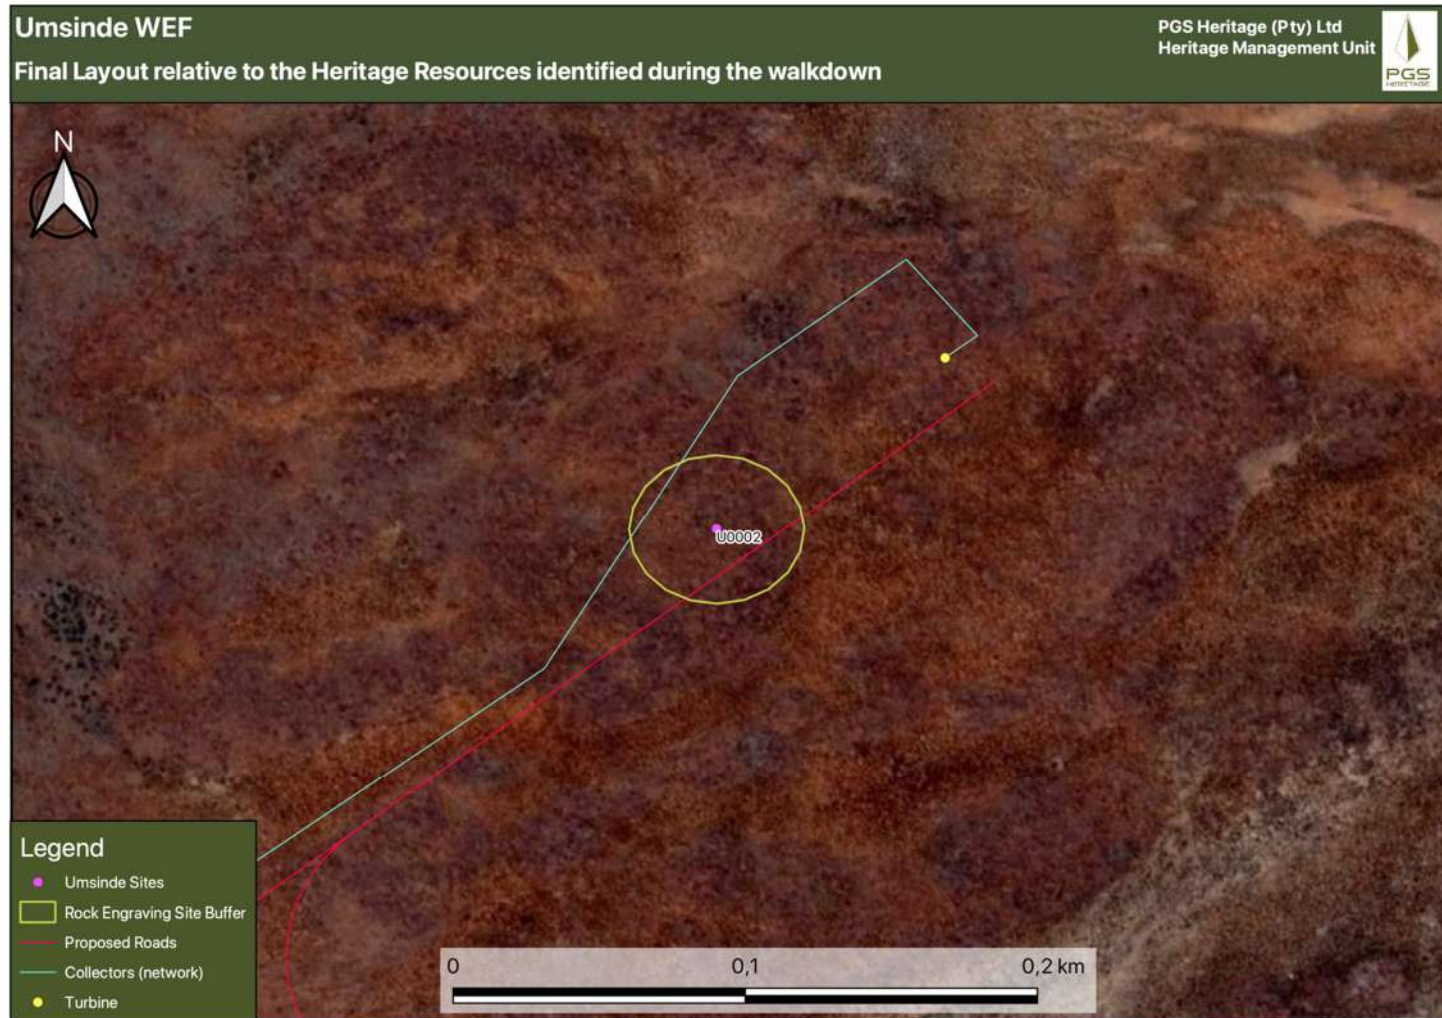 Umsinde WEF
Final Layout relative to the Heritage Resources identified during the walkdown
PGS Heritage (Pty) Ltd
Heritage Management Unit
PGS
HERITAGE
N
U0002
Legend
Umsinde Sites
Rock Engraving Site Buffer
Proposed Roads
Collectors (network)
Turbine
0 0,1 0,2 km